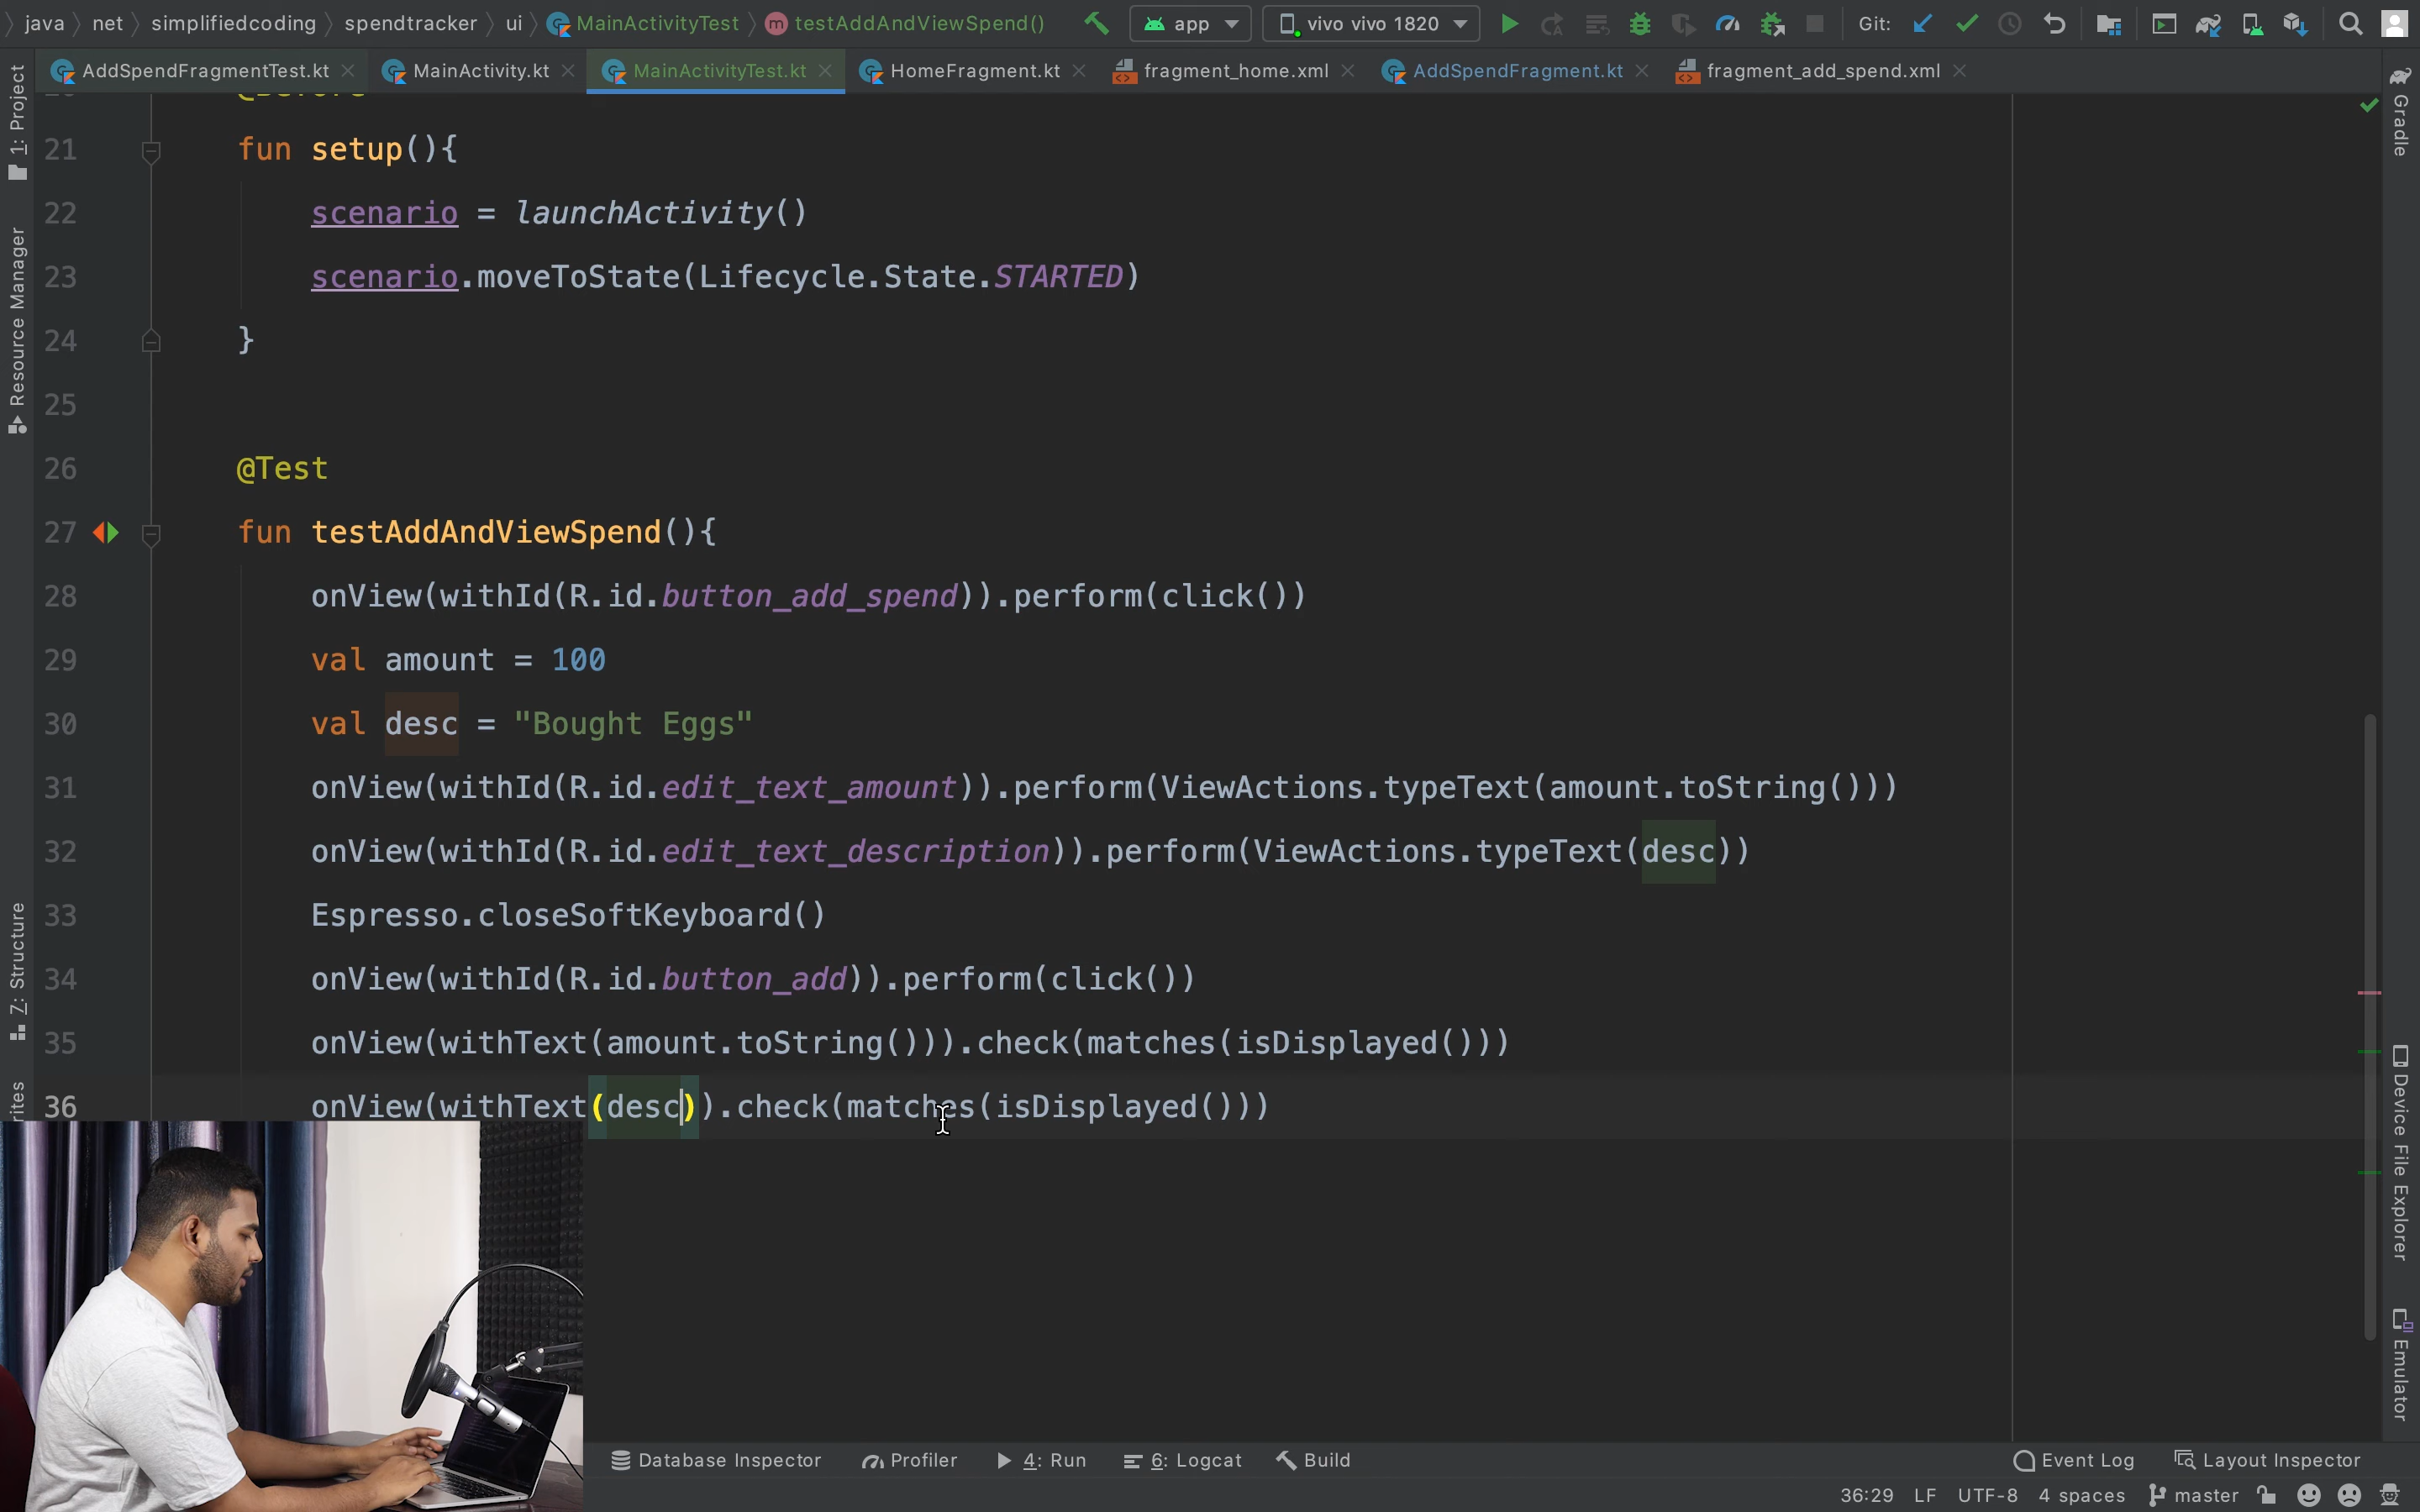 java net simplifiedcoding spendtracker ui MainActivityTest testAddAndViewSpend() app vivo vivo 1820 Git:
AddSpendFragmentTest.kt MainActivity.kt MainActivityTest.kt HomeFragment.kt fragment_home.xml AddSpendFragment.kt fragment_add_spend.xml
1: Project
Resource Manager
7: Structure
21 fun setup(){
22 scenario = launchActivity()
23 scenario.moveToState(Lifecycle.State.STARTED)
24 }
25
26 @Test
27 fun testAddAndViewSpend(){
28 onView(withId(R.id.button_add_spend)).perform(click())
29 val amount = 100
30 val desc = "Bought Eggs"
31 onView(withId(R.id.edit_text_amount)).perform(ViewActions.typeText(amount.toString()))
32 onView(withId(R.id.edit_text_description)).perform(ViewActions.typeText(desc))
33 Espresso.closeSoftKeyboard()
34 onView(withId(R.id.button_add)).perform(click())
35 onView(withText(amount.toString())).check(matches(isDisplayed()))
36 onView(withText(desc)).check(matches(isDisplayed()))
Gradle
Device File Explorer
Emulator
Database Inspector Profiler 4: Run 6: Logcat Build Event Log Layout Inspector
36:29 LF UTF-8 4 spaces master